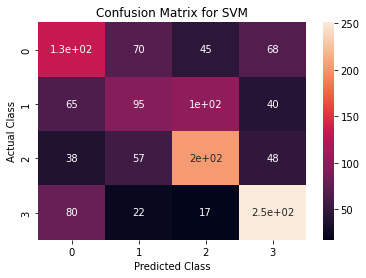 Confusion Matrix for SVM
0 1.3e+02 70 45 68
1 65 95 1e+02 40
2 38 57 2e+02 48
3 80 22 17 2.5e+02
0 1 2 3
Actual Class
Predicted Class
250
200
150
100
50